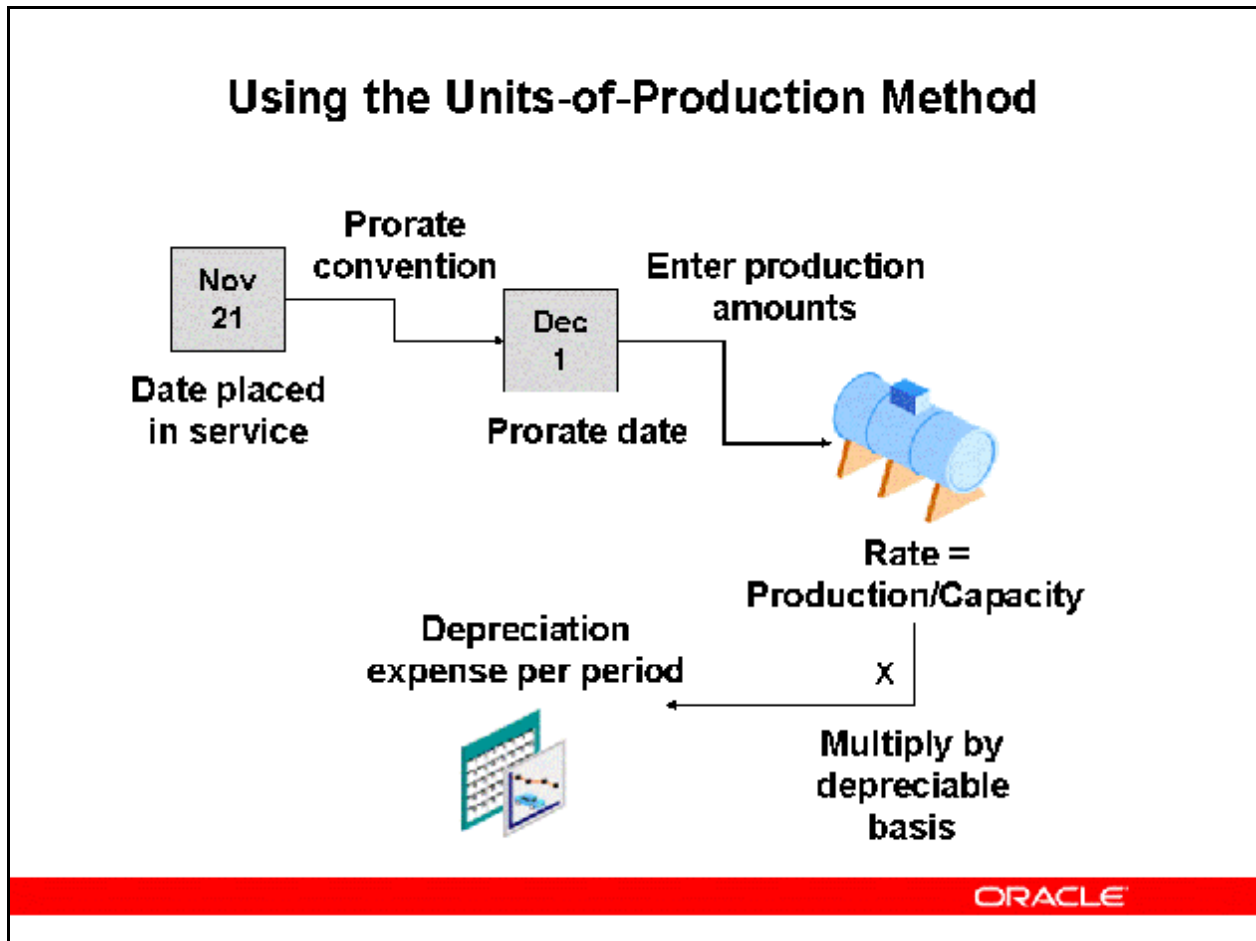 Using the Units-of-Production Method
Prorate
convention
Nov
21
Date placed
in service
Dec
1
Prorate date
Enter production
amounts
Rate =
Production/Capacity
X
Multiply by
depreciable
basis
Depreciation
expense per period
ORACLE